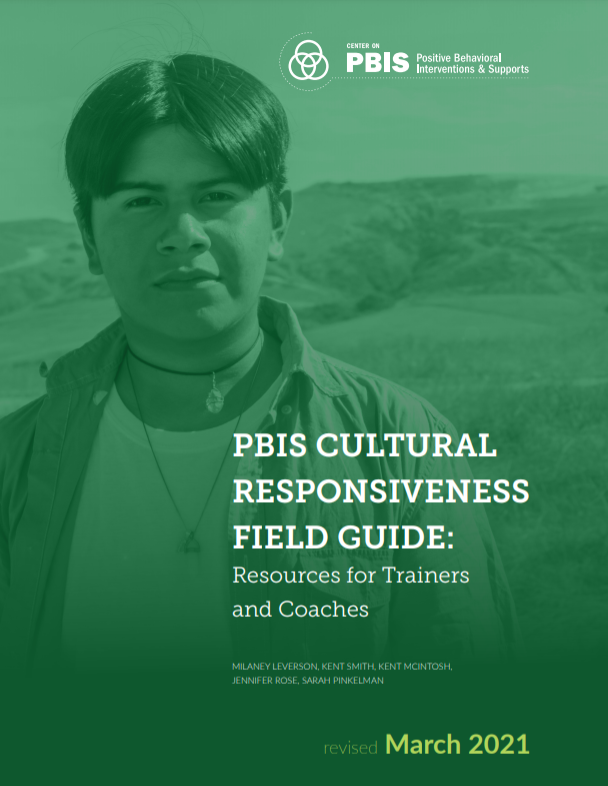 CENTER ON
PBIS
Positive Behavioral
Interventions & Supports
PBIS CULTURAL
RESPONSIVENESS
FIELD GUIDE:
Resources for Trainers
and Coaches
MILANEY LEVERSON, KENT SMITH, KENT MCINTOSH,
JENNIFER ROSE, SARAH PINKELMAN
revised March 2021